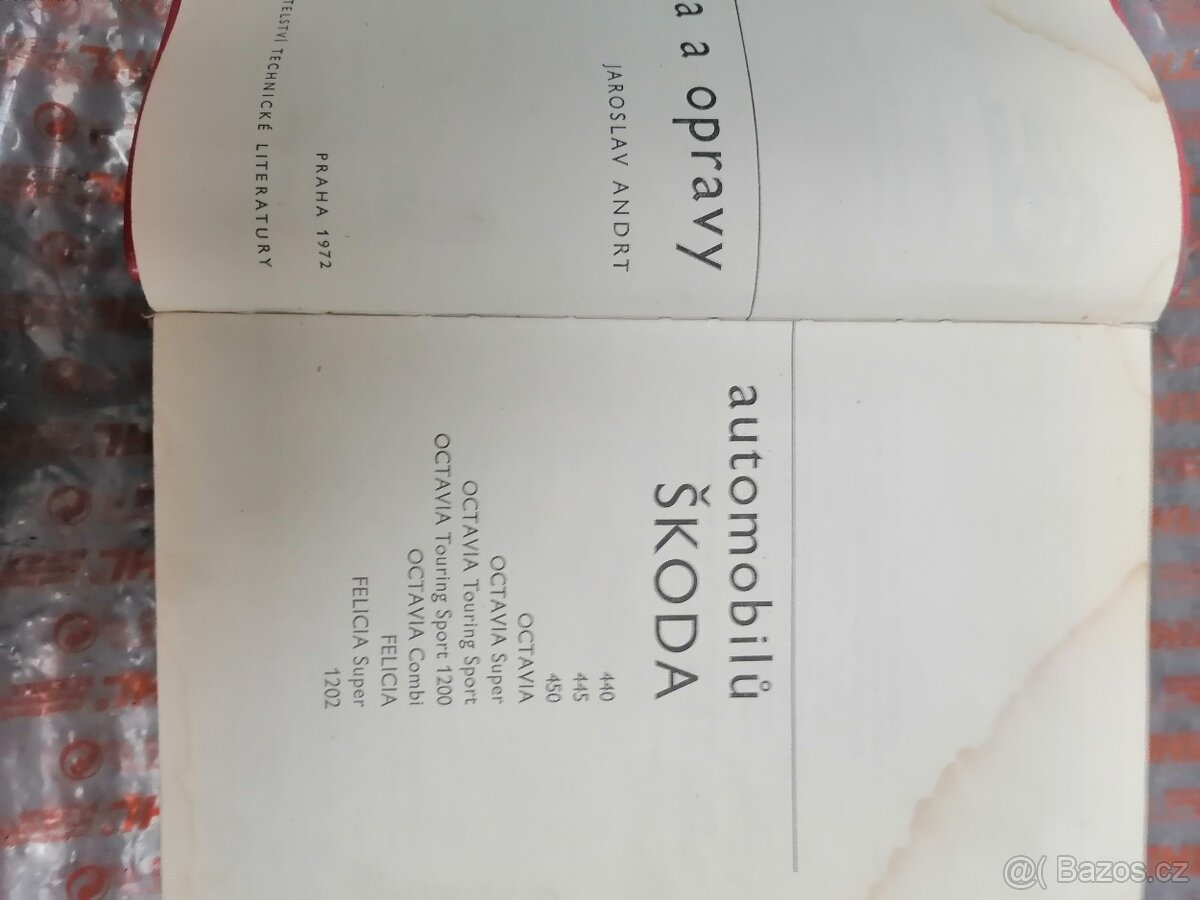 a a opravy
JAROSLAV ANDRT
PRAHA 1972
TECHNICKÉ LITERATURY
automobilů
ŠKODA
440
445
450
OCTAVIA
OCTAVIA Super
OCTAVIA Touring Sport
OCTAVIA Touring Sport 1200
OCTAVIA Combi
FELICIA
FELICIA Super
1202
@( Bazos.cz